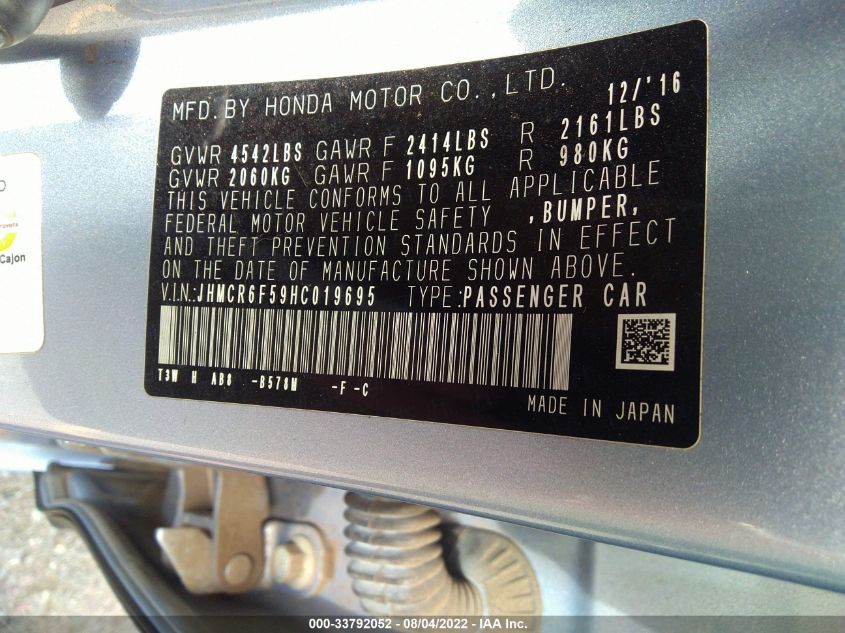 MFD. BY HONDA MOTOR CO., LTD. 12/'16
GVWR 4542LBS GAWR F 2414LBS R 2161LBS
GVWR 2060KG GAWR F 1095KG R 980KG
THIS VEHICLE CONFORMS TO ALL APPLICABLE
FEDERAL MOTOR VEHICLE SAFETY ,BUMPER,
AND THEFT PREVENTION STANDARDS IN EFFECT
ON THE DATE OF MANUFACTURE SHOWN ABOVE.
V.I.N: JHMCR6F59HC019695 TYPE:PASSENGER CAR
T3W H AB8 -B578M -F -C
MADE IN JAPAN
Cajon
000-33792052 - 08/04/2022 - IAA Inc.